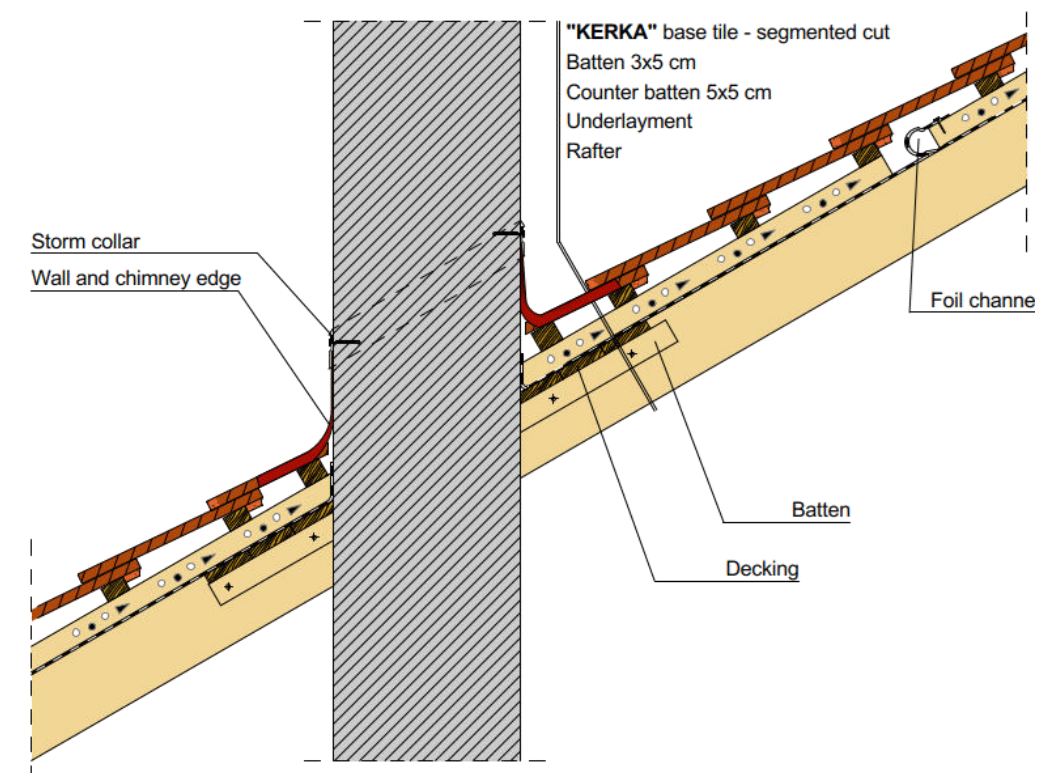 "KERKA" base tile - segmented cut
Batten 3x5 cm
Counter batten 5x5 cm
Underlayment
Rafter
Storm collar
Wall and chimney edge
Foil channe
Batten
Decking